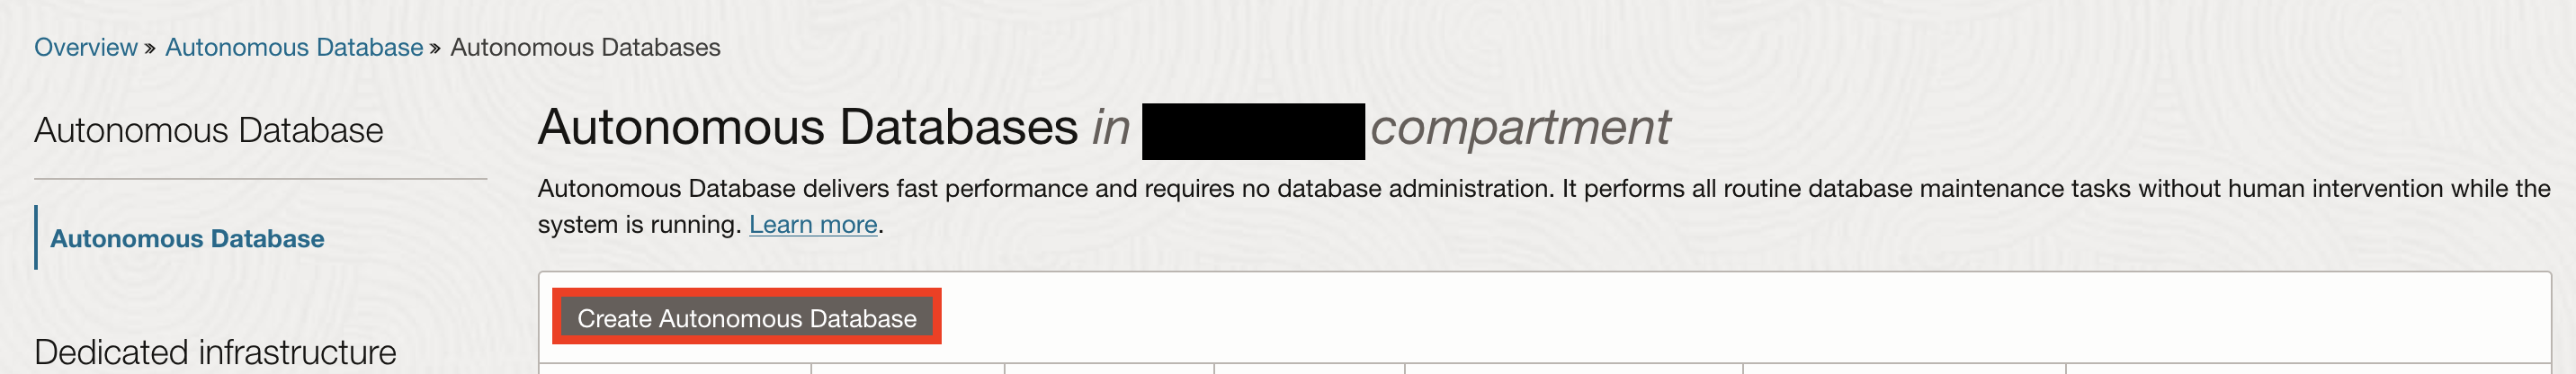 Overview » Autonomous Database » Autonomous Databases
Autonomous Database
Autonomous Database
Dedicated infrastructure
Autonomous Databases in compartment
Autonomous Database delivers fast performance and requires no database administration. It performs all routine database maintenance tasks without human intervention while the
system is running. Learn more.
Create Autonomous Database